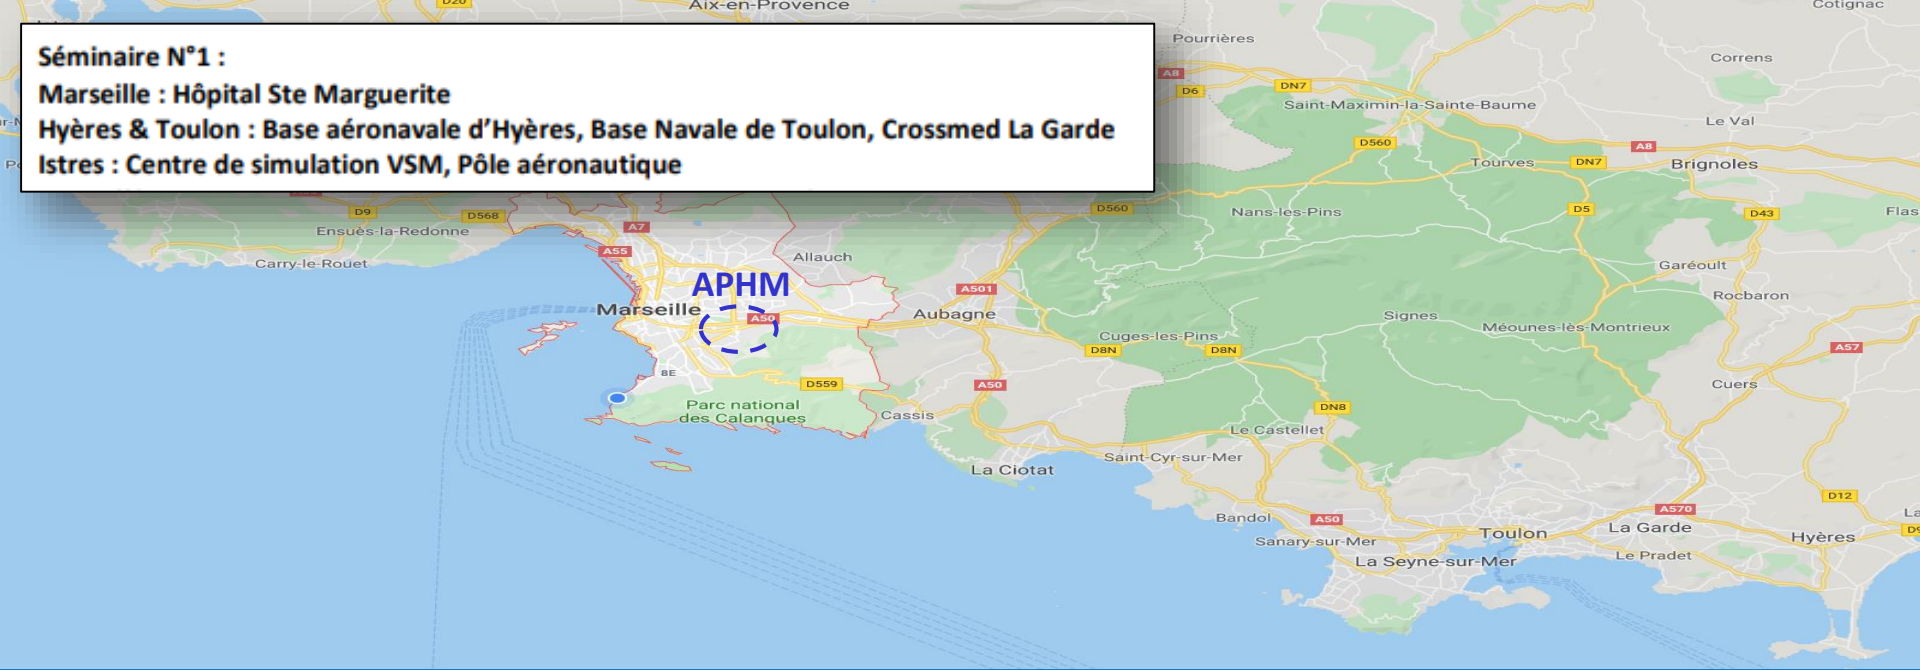 D20
Aix-en-Provence
Cotignac
Séminaire N°1 :
Marseille : Hôpital Ste Marguerite
Hyères & Toulon : Base aéronavale d'Hyères, Base Navale de Toulon, Crossmed La Garde
Istres : Centre de simulation VSM, Pôle aéronautique
Pourrières
Correns
A8
D6
DN7
Saint-Maximin-la-Sainte-Baume
Le Val
D560
A8
Tourves
DN7
Brignoles
D9
D568
A7
D560
Nans-les-Pins
D5
D43
Flas
Ensuès-la-Redonne
A55
Carry-le-Rouet
Allauch
Garéoult
APHM
A501
Rocbaron
Marseille
A50
Aubagne
Signes
Méounes-lès-Montrieux
Cuges-les-Pins
D8N
D8N
A57
8E
D559
A50
Cuers
Parc national
des Calanques
Cassis
DN8
Le Castellet
La Ciotat
Saint-Cyr-sur-Mer
D12
A570
Bandol
A50
Toulon
La Garde
Hyères
Sanary-sur-Mer
La Seyne-sur-Mer
Le Pradet